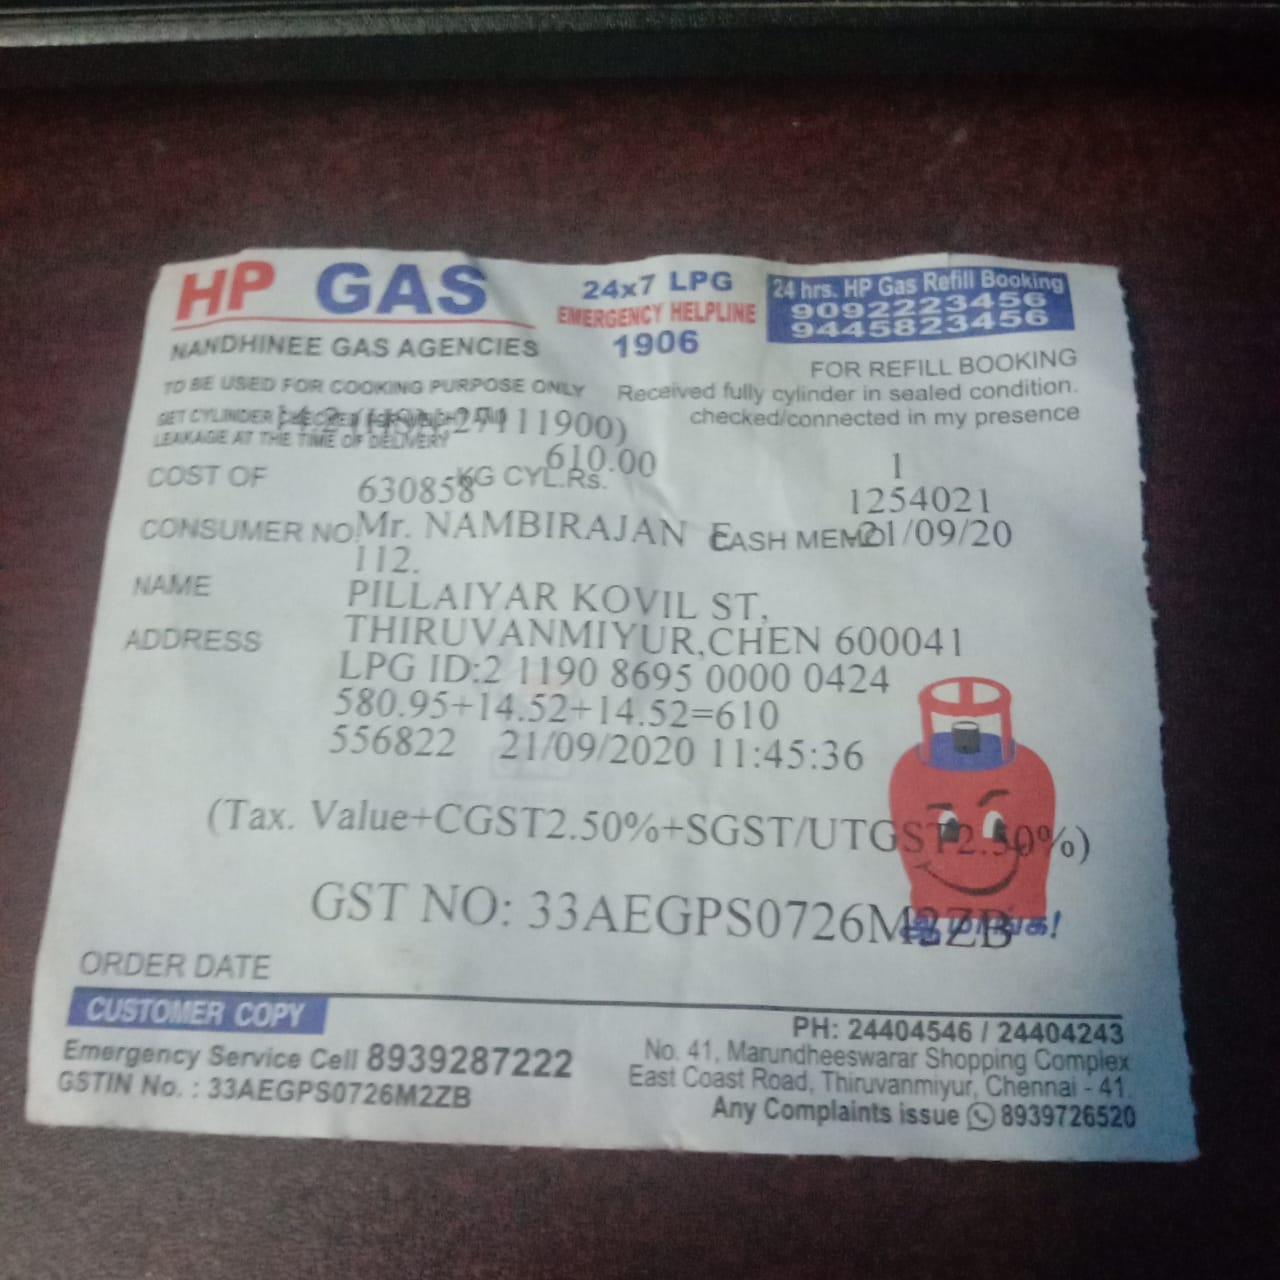 HP GAS
24x7 LPG
EMERGENCY HELPLINE
1906
24 hrs. HP Gas Refill Booking
9092223456
9445823456
NANDHINEE GAS AGENCIES
FOR REFILL BOOKING
TO BE USED FOR COOKING PURPOSE ONLY
Received fully cylinder in sealed condition.
checked/connected in my presence
GET CYLINDER
27111900)
LEAKAGE AT THE TIME OF DELIVERY
610.00
1
COST OF
KG CYL.Rs.
630858
1254021
CONSUMER NO.
Mr. NAMBIRAJAN E
CASH MEMO
21/09/20
112.
NAME
PILLAIYAR KOVIL ST,
ADDRESS
THIRUVANMIYUR,CHEN 600041
LPG ID:2 1190 8695 0000 0424
580.95+14.52+14.52=610
556822 21/09/2020 11:45:36
(Tax. Value+CGST2.50%+SGST/UTGST2.50%)
GST NO: 33AEGPS0726M2ZB
ORDER DATE
CUSTOMER COPY
PH: 24404546 / 24404243
Emergency Service Cell 8939287222
No. 41, Marundheeswarar Shopping Complex
GSTIN No. : 33AEGPS0726M2ZB
East Coast Road, Thiruvanmiyur, Chennai - 41.
Any Complaints issue 8939726520